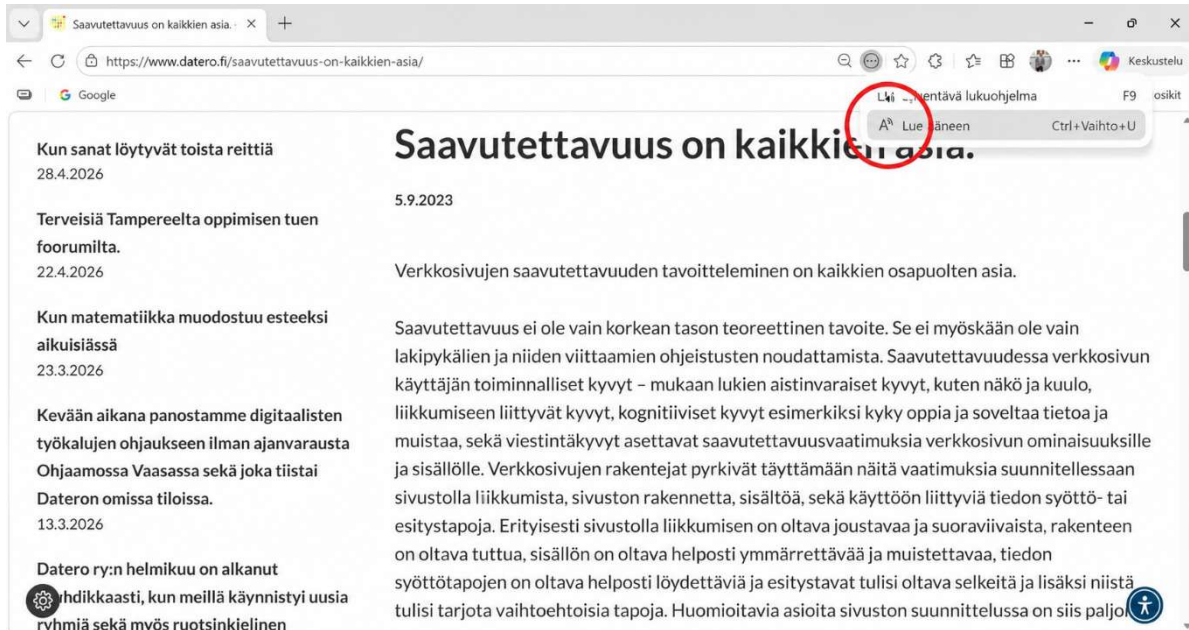 Saavutettavuus on kaikkien asia.
https://www.datero.fi/saavutettavuus-on-kaikkien-asia/
Keskustelu
Google
lukuohjelma F9
Lue ääneen Ctrl+Vaihto+U
Kun sanat löytyvät toista reittiä
28.4.2026
Terveisiä Tampereelta oppimisen tuen
foorumilta.
22.4.2026
Kun matematiikka muodostuu esteeksi
aikuisiässä
23.3.2026
Kevään aikana panostamme digitaalisten
työkalujen ohjaukseen ilman ajanvarausta
Ohjaamossa Vaasassa sekä joka tiistai
Dateron omissa tiloissa.
13.3.2026
Datero ry:n helmikuu on alkanut
kun meillä käynnistyi uusia
ryhmiä sekä myös ruotsinkielinen
Saavutettavuus on kaikkien asia.
5.9.2023
Verkkosivujen saavutettavuuden tavoitteleminen on kaikkien osapuolten asia.
Saavutettavuus ei ole vain korkean tason teoreettinen tavoite. Se ei myöskään ole vain
lakipykälien ja niiden viittaamien ohjeistusten noudattamista. Saavutettavuudessa verkkosivun
käyttäjän toiminnalliset kyvyt – mukaan lukien aistinvaraiset kyvyt, kuten näkö ja kuulo,
liikkumiseen liittyvät kyvyt, kognitiiviset kyvyt esimerkiksi kyky oppia ja soveltaa tietoa ja
muistaa, sekä viestintäkyvyt asettavat saavutettavuusvaatimuksia verkkosivun ominaisuuksille
ja sisällölle. Verkkosivujen rakentejat pyrkivät täyttämään näitä vaatimuksia suunnitellessaan
sivustolla liikkumista, sivuston rakennetta, sisältöä, sekä käyttöön liittyviä tiedon syöttö- tai
esitystapoja. Erityisesti sivustolla liikkumisen on oltava joustavaa ja suoraviivaista, rakenteen
on oltava tuttua, sisällön on oltava helposti ymmärrettävää ja muistettavaa, tiedon
syöttötapojen on oltava helposti löydettäviä ja esitystavat tulisi oltava selkeitä ja lisäksi niistä
tulisi tarjota vaihtoehtoisia tapoja. Huomioitavia asioita sivuston suunnittelussa on siis paljo